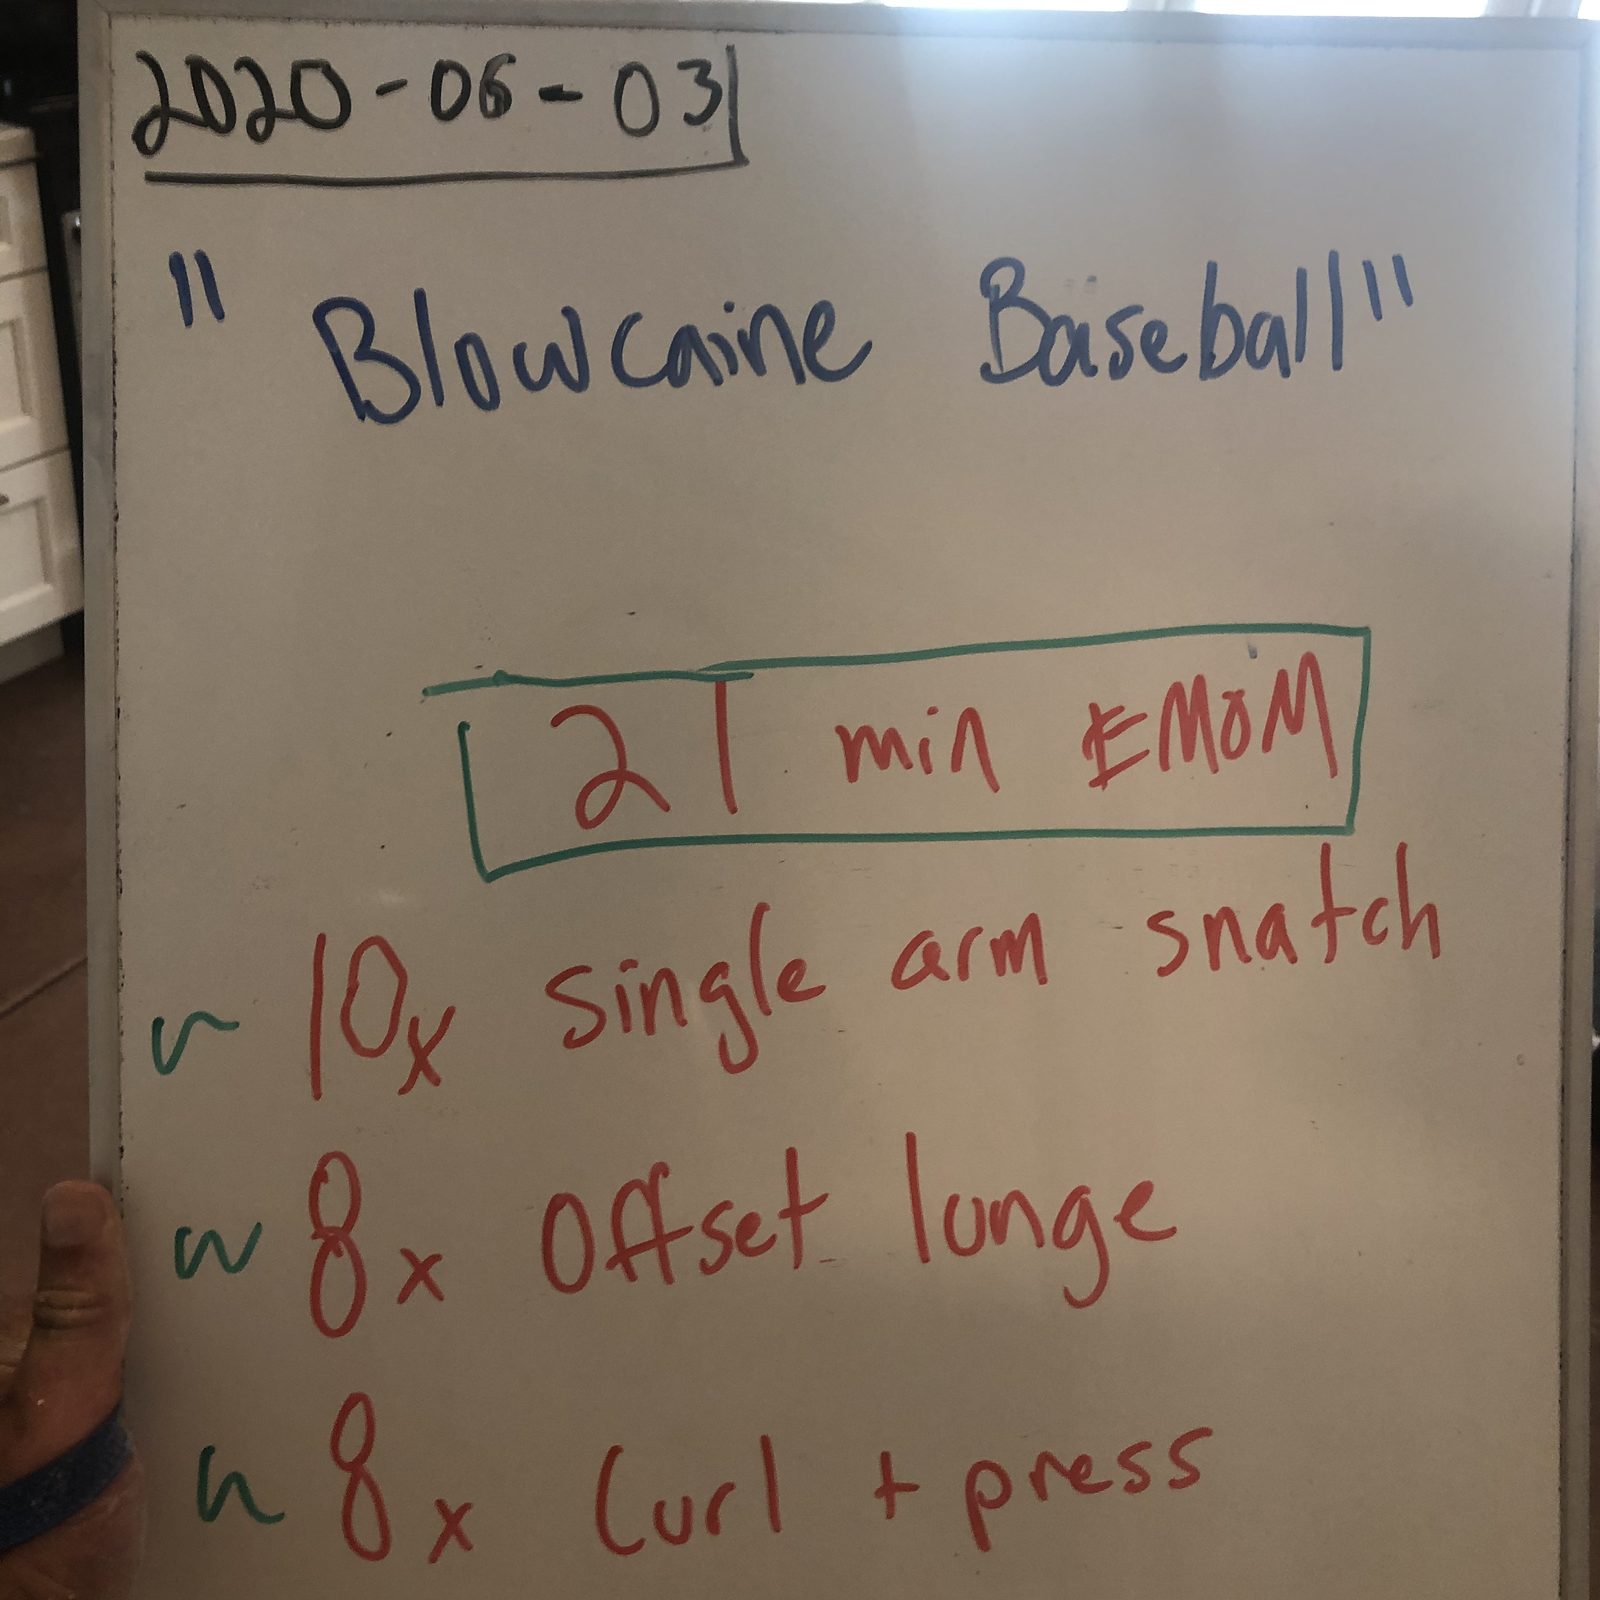 2020-06-03
"Blowcaine Baseball"
21 min EMOM
~ 10x single arm snatch
~ 8x Offset lunge
~ 8x Curl + press